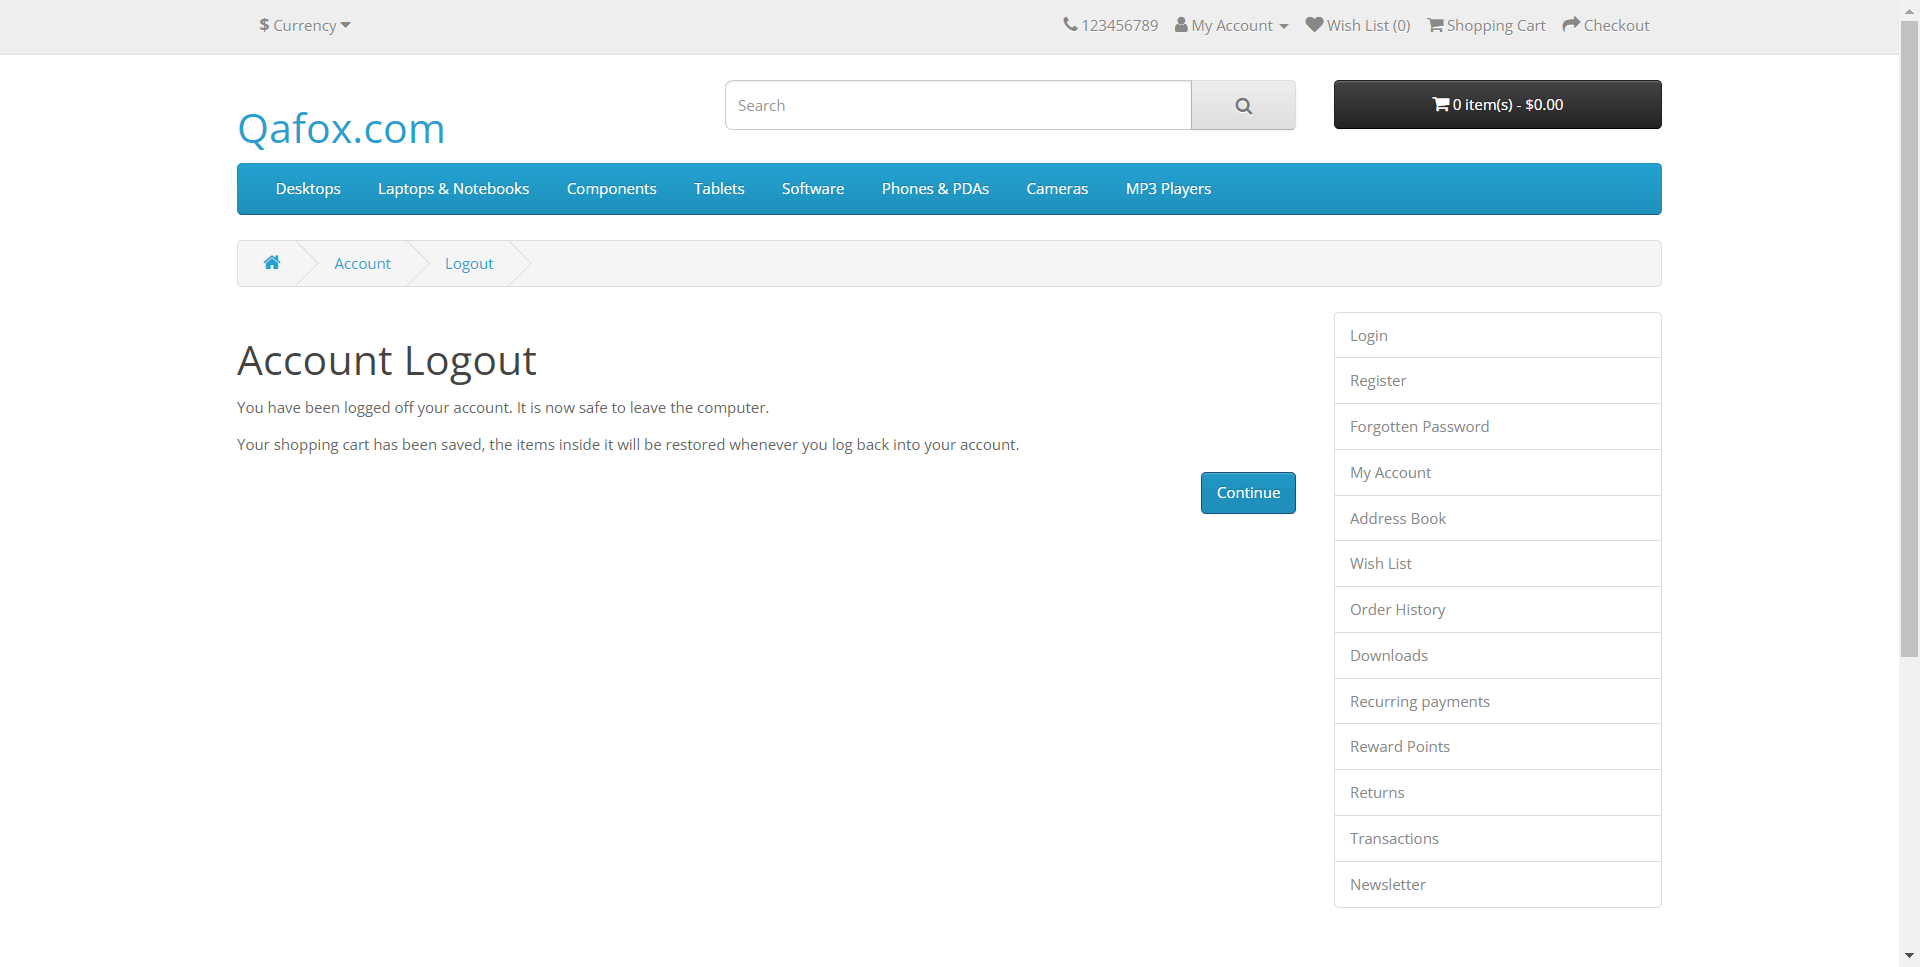 $ Currency
123456789 My Account Wish List (0) Shopping Cart Checkout
Qafox.com
Search
0 item(s) - $0.00
Desktops Laptops & Notebooks Components Tablets Software Phones & PDAs Cameras MP3 Players
Account Logout
Account Logout
You have been logged off your account. It is now safe to leave the computer.
Your shopping cart has been saved, the items inside it will be restored whenever you log back into your account.
Continue
Login
Register
Forgotten Password
My Account
Address Book
Wish List
Order History
Downloads
Recurring payments
Reward Points
Returns
Transactions
Newsletter